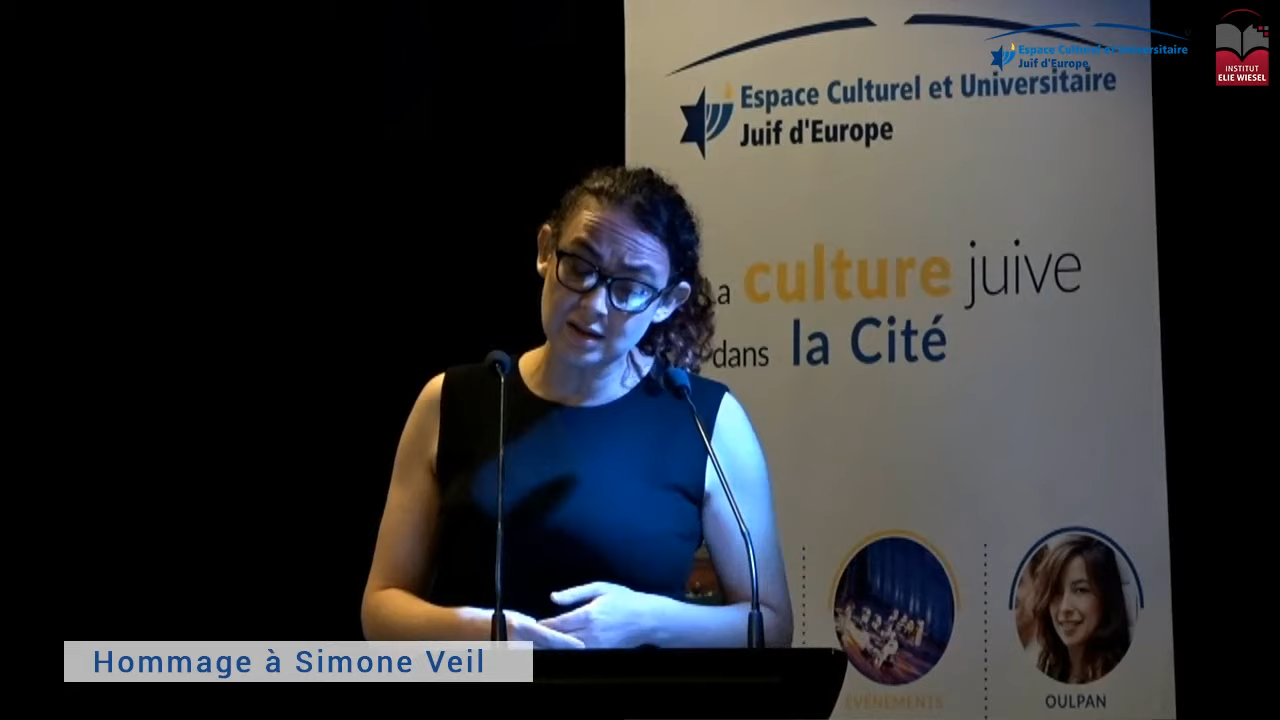 Espace Culturel et Universitaire
Juif d'Europe
INSTITUT
ELIE WIESEL
Espace Culturel et Universitaire
Juif d'Europe
La culture juive
dans la Cité
Hommage à Simone Veil
ÉVÉNEMENTS
OULPAN